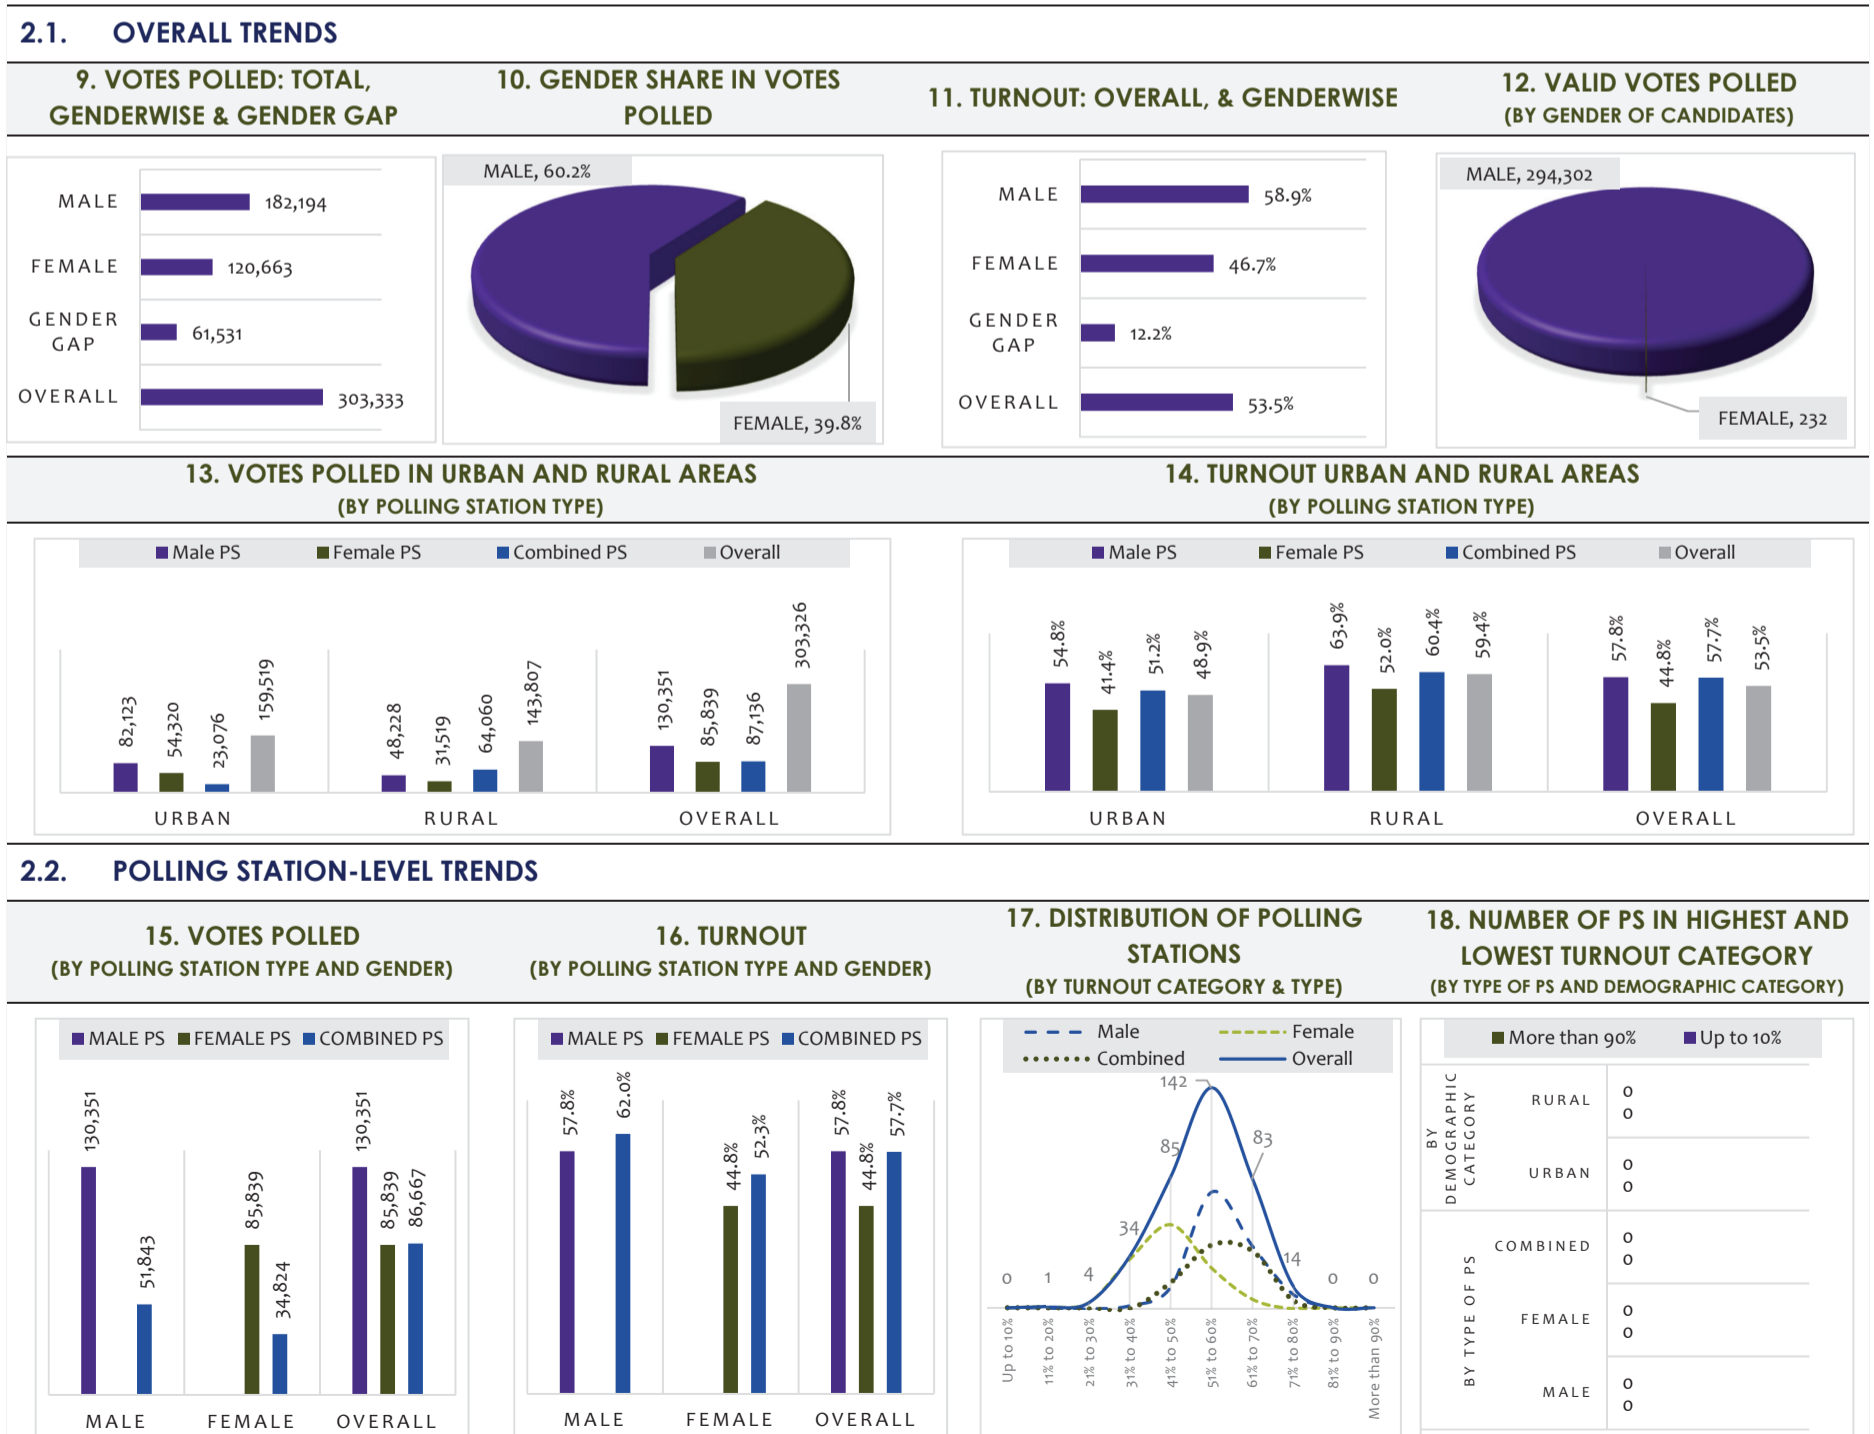 2.1. OVERALL TRENDS
9. VOTES POLLED: TOTAL,
GENDERWISE & GENDER GAP
10. GENDER SHARE IN VOTES
POLLED
11. TURNOUT: OVERALL, & GENDERWISE
12. VALID VOTES POLLED
(BY GENDER OF CANDIDATES)
MALE 182,194
FEMALE 120,663
GENDER
GAP 61,531
OVERALL 303,333
MALE, 60.2%
FEMALE, 39.8%
MALE 58.9%
FEMALE 46.7%
GENDER
GAP 12.2%
OVERALL 53.5%
MALE, 294,302
FEMALE, 232
13. VOTES POLLED IN URBAN AND RURAL AREAS
(BY POLLING STATION TYPE)
14. TURNOUT URBAN AND RURAL AREAS
(BY POLLING STATION TYPE)
Male PS Female PS Combined PS Overall
82,123 54,320 23,076 159,519
48,228 31,519 64,060 143,807
130,351 85,839 87,136 303,326
URBAN RURAL OVERALL
Male PS Female PS Combined PS Overall
54.8% 41.4% 51.2% 48.9%
63.9% 52.0% 60.4% 59.4%
57.8% 44.8% 57.7% 53.5%
URBAN RURAL OVERALL
2.2. POLLING STATION-LEVEL TRENDS
15. VOTES POLLED
(BY POLLING STATION TYPE AND GENDER)
16. TURNOUT
(BY POLLING STATION TYPE AND GENDER)
17. DISTRIBUTION OF POLLING
STATIONS
(BY TURNOUT CATEGORY & TYPE)
18. NUMBER OF PS IN HIGHEST AND
LOWEST TURNOUT CATEGORY
(BY TYPE OF PS AND DEMOGRAPHIC CATEGORY)
MALE PS FEMALE PS COMBINED PS
130,351 51,843
85,839 34,824
130,351 85,839 86,667
MALE FEMALE OVERALL
MALE PS FEMALE PS COMBINED PS
57.8% 62.0%
44.8% 52.3%
57.8% 44.8% 57.7%
MALE FEMALE OVERALL
Male Female
Combined Overall
0 1 4 34 85 142 83 14 0 0
Up to 10%
11% to 20%
21% to 30%
31% to 40%
41% to 50%
51% to 60%
61% to 70%
71% to 80%
81% to 90%
More than 90%
More than 90% Up to 10%
BY
DEMOGRAPHIC
CATEGORY
RURAL
0
0
URBAN
0
0
BY TYPE OF PS
COMBINED
0
0
FEMALE
0
0
MALE
0
0